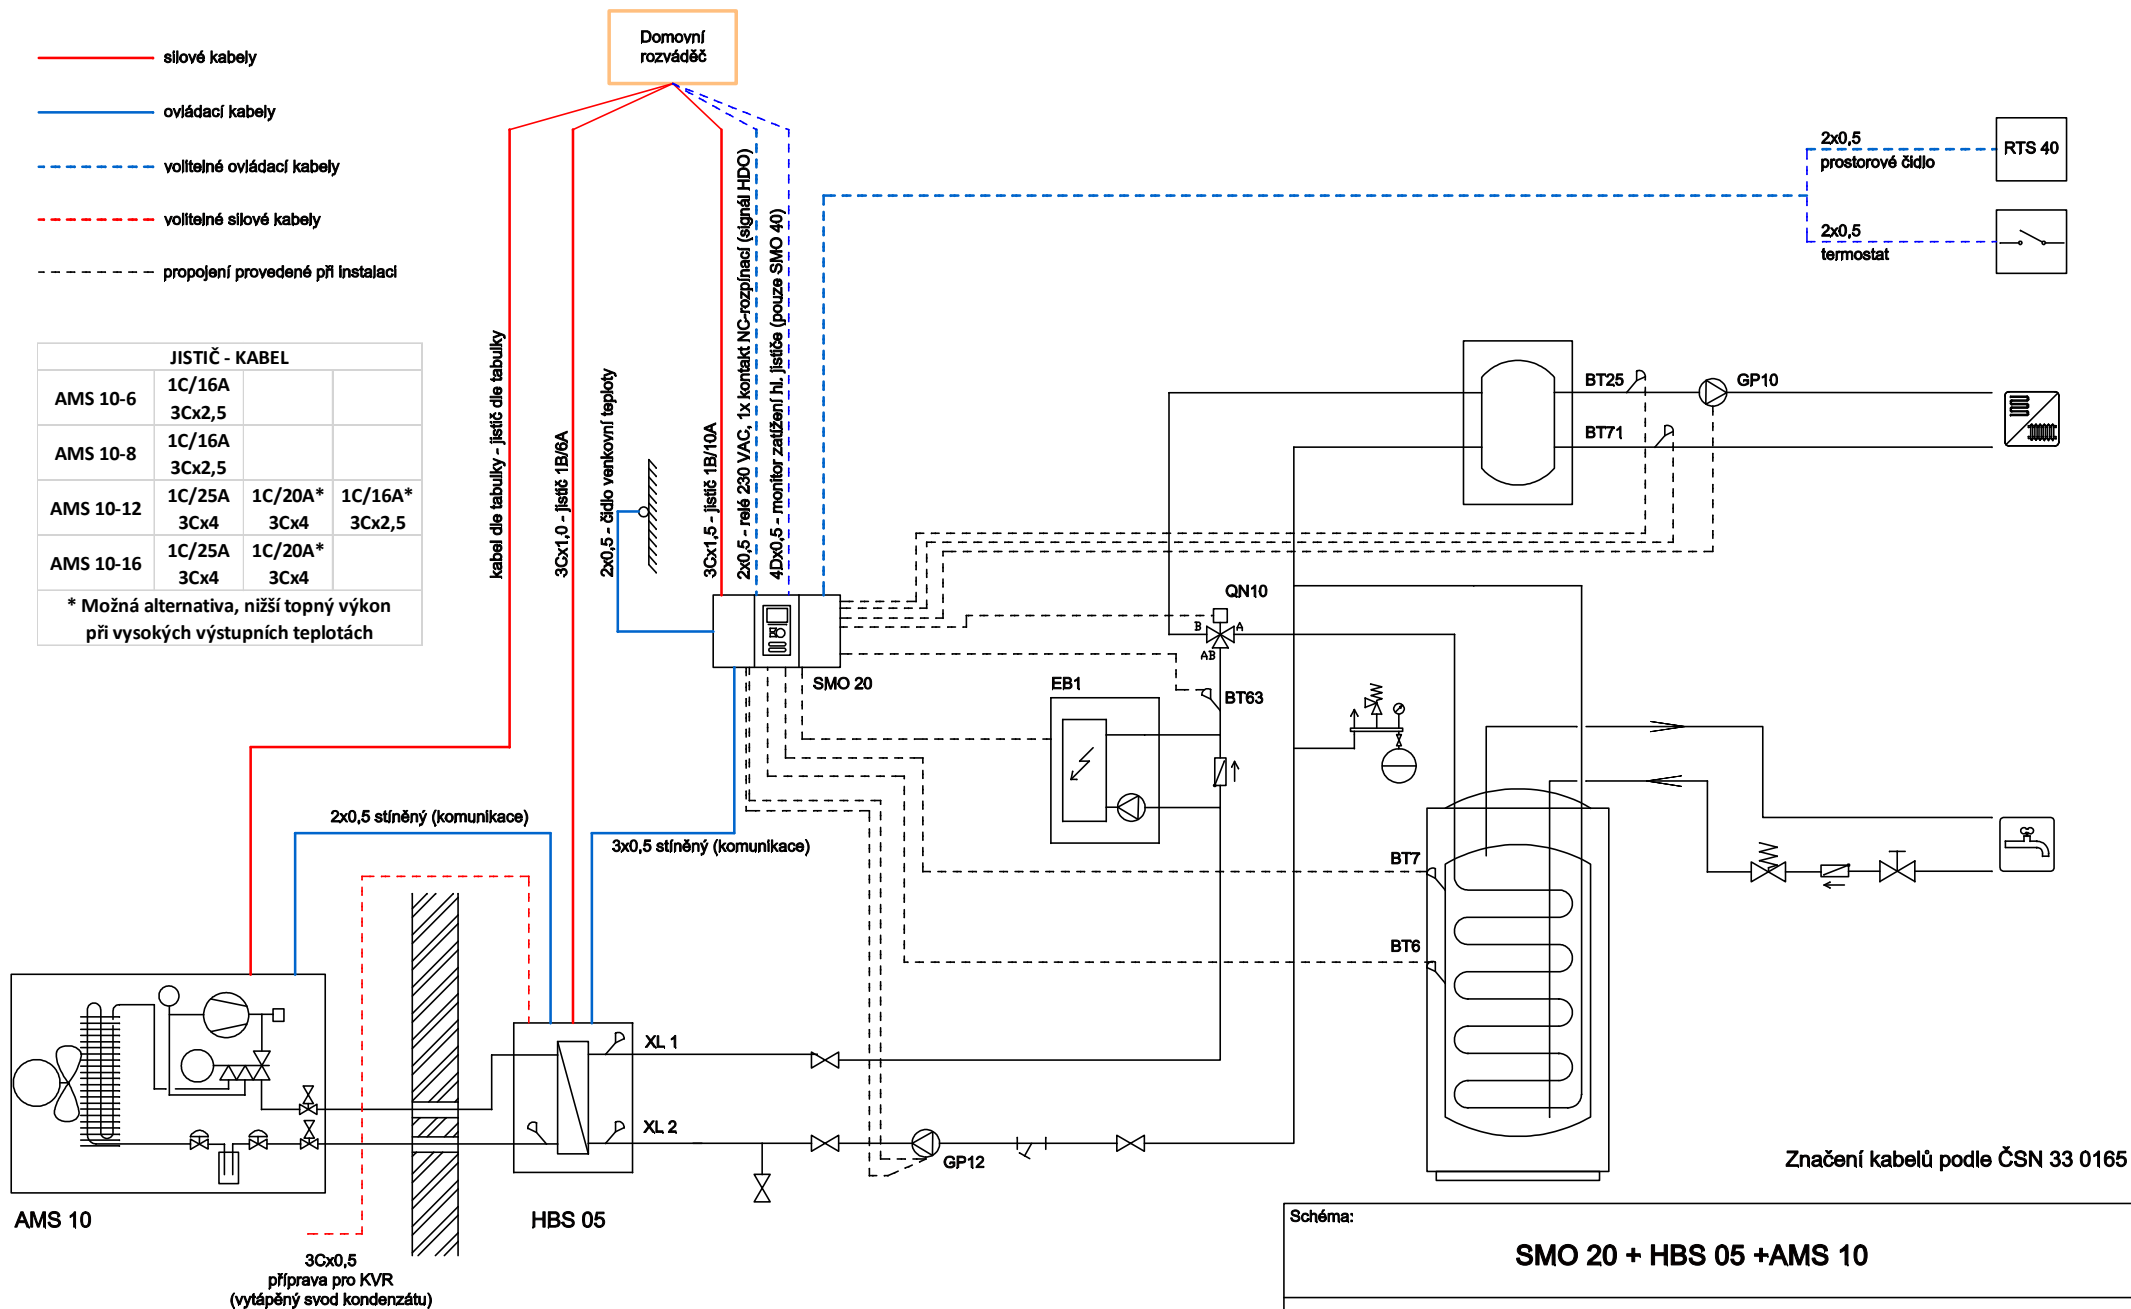 Domovní
rozváděč
silové kabely
ovládací kabely
volitelné ovládací kabely
volitelné silové kabely
propojení provedené při instalaci
JISTIČ - KABEL
AMS 10-6 1C/16A 3Cx2,5
AMS 10-8 1C/16A 3Cx2,5
AMS 10-12 1C/25A 3Cx4 1C/20A* 3Cx4 1C/16A* 3Cx2,5
AMS 10-16 1C/25A 3Cx4 1C/20A* 3Cx4
* Možná alternativa, nižší topný výkon
při vysokých výstupních teplotách
kabel dle tabulky - jistič dle tabulky
3Cx1,0 - jistič 1B/6A
2x0,5 - čidlo venkovní teploty
3Cx1,5 - jistič 1B/10A
2x0,5 - relé 230 VAC, 1x kontakt NC-rozpínací (signál HDO)
4Dx0,5 - monitor zatížení hl. jističe (pouze SMO 40)
2x0,5
prostorové čidlo
RTS 40
2x0,5
termostat
BT25
GP10
BT71
QN10
B
A
AB
SMO 20
EB1
BT63
2x0,5 stíněný (komunikace)
3x0,5 stíněný (komunikace)
BT7
BT6
XL 1
XL 2
GP12
AMS 10
HBS 05
3Cx0,5
příprava pro KVR
(vytápěný svod kondenzátu)
Značení kabelů podle ČSN 33 0165
Schéma:
SMO 20 + HBS 05 +AMS 10